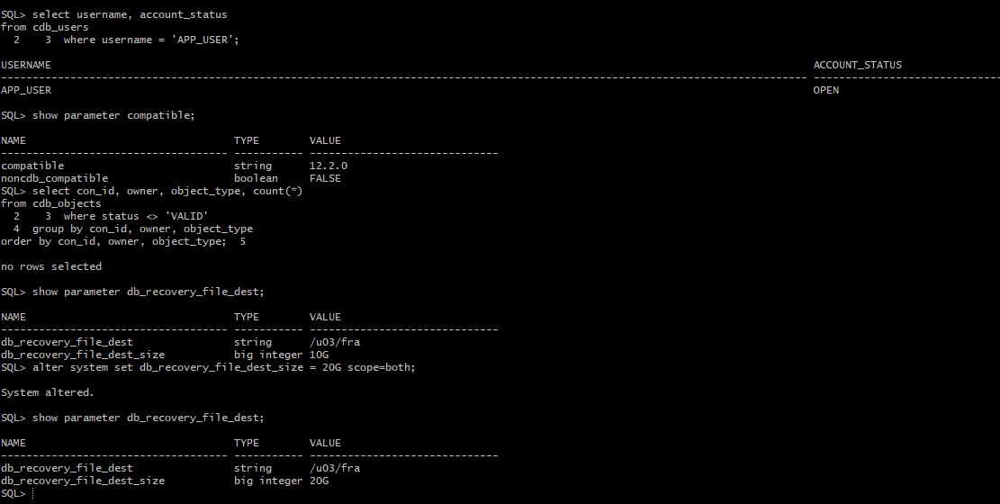 SQL> select username, account_status
from cdb_users
  2    3  where username = 'APP_USER';
USERNAME                                                                                                                         ACCOUNT_STATUS
-------------------------------------------------------------------------------------------------------------------------------- ------------------------------
APP_USER                                                                                                                         OPEN
SQL> show parameter compatible;
NAME                                 TYPE        VALUE
------------------------------------ ----------- ------------------------------
compatible                           string      12.2.0
noncdb_compatible                    boolean     FALSE
SQL> select con_id, owner, object_type, count(*)
from cdb_objects
  2    3  where status <> 'VALID'
  4  group by con_id, owner, object_type
order by con_id, owner, object_type;  5
no rows selected
SQL> show parameter db_recovery_file_dest;
NAME                                 TYPE        VALUE
------------------------------------ ----------- ------------------------------
db_recovery_file_dest                string      /u03/fra
db_recovery_file_dest_size           big integer 10G
SQL> alter system set db_recovery_file_dest_size = 20G scope=both;
System altered.
SQL> show parameter db_recovery_file_dest;
NAME                                 TYPE        VALUE
------------------------------------ ----------- ------------------------------
db_recovery_file_dest                string      /u03/fra
db_recovery_file_dest_size           big integer 20G
SQL>